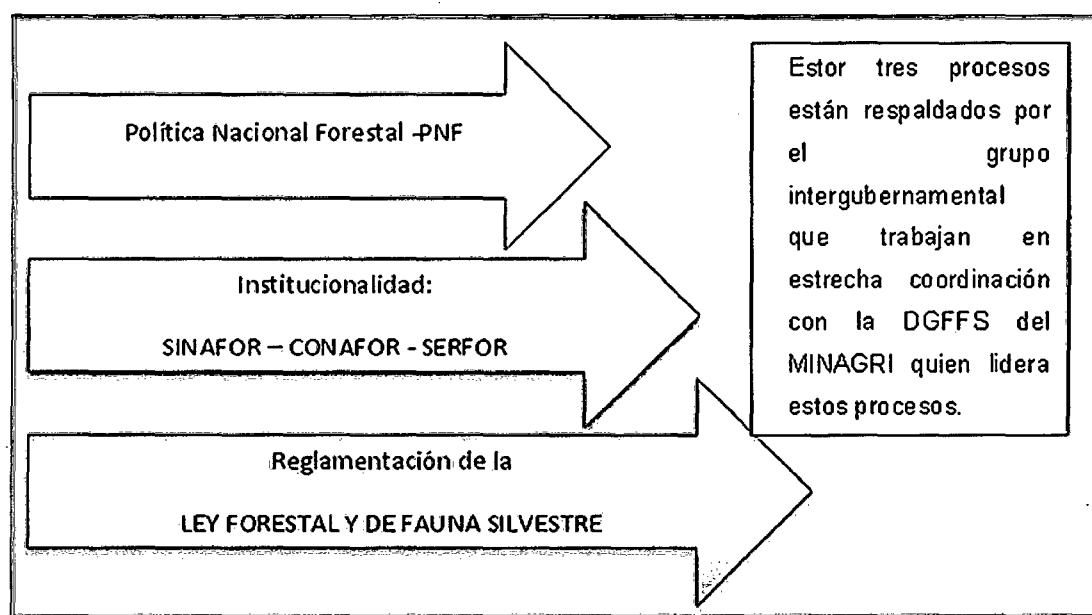 Política Nacional Forestal -PNF
Institucionalidad:
SINAFOR – CONAFOR - SERFOR
Reglamentación de la
LEY FORESTAL Y DE FAUNA SILVESTRE
Estor tres procesos
están respaldados por
el grupo
intergubernamental
que trabajan en
estrecha coordinación
con la DGFFS del
MINAGRI quien lidera
estos procesos.